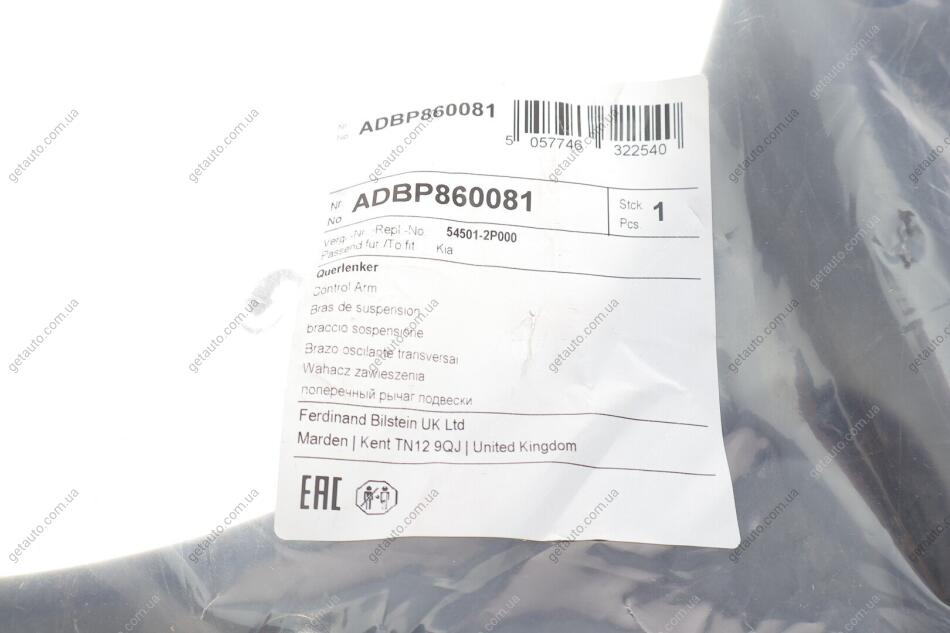 Nr
No
ADBP860081
5 057746 322540
Nr
No
ADBP860081
Stck
Pcs
1
Verg.-Nr. -Repl.-No. 54501-2P000
Passend für /To fit Kia
Querlenker
Control Arm
Bras de suspension
braccio sospensione
Brazo oscilante transversal
Wahacz zawieszenia
поперечный рычаг подвески
Ferdinand Bilstein UK Ltd
Marden | Kent TN12 9QJ | United Kingdom
EAC
getauto.com.ua